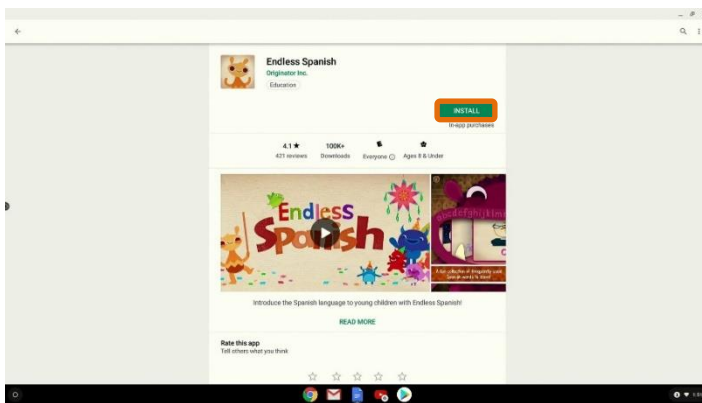 Endless Spanish
Originator Inc.
Education
INSTALL
In-app purchases
4.1★ 100K+
421 reviews Downloads Everyone Ages 8 & Under
Endless
Spanish
abcdefghijklm
Introduce the Spanish language to young children with Endless Spanish!
READ MORE
Rate this app
Tell others what you think